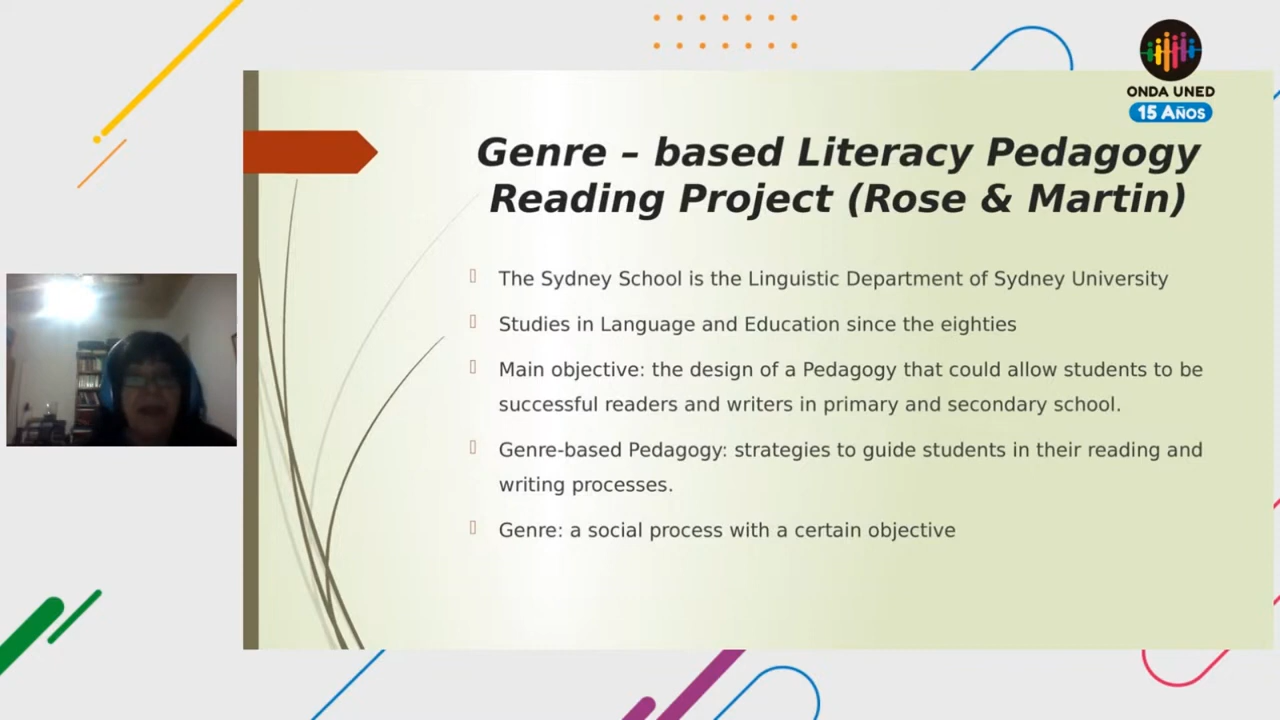 ONDA UNED
15 AÑOS
Genre – based Literacy Pedagogy
Reading Project (Rose & Martin)
The Sydney School is the Linguistic Department of Sydney University
Studies in Language and Education since the eighties
Main objective: the design of a Pedagogy that could allow students to be
successful readers and writers in primary and secondary school.
Genre-based Pedagogy: strategies to guide students in their reading and
writing processes.
Genre: a social process with a certain objective